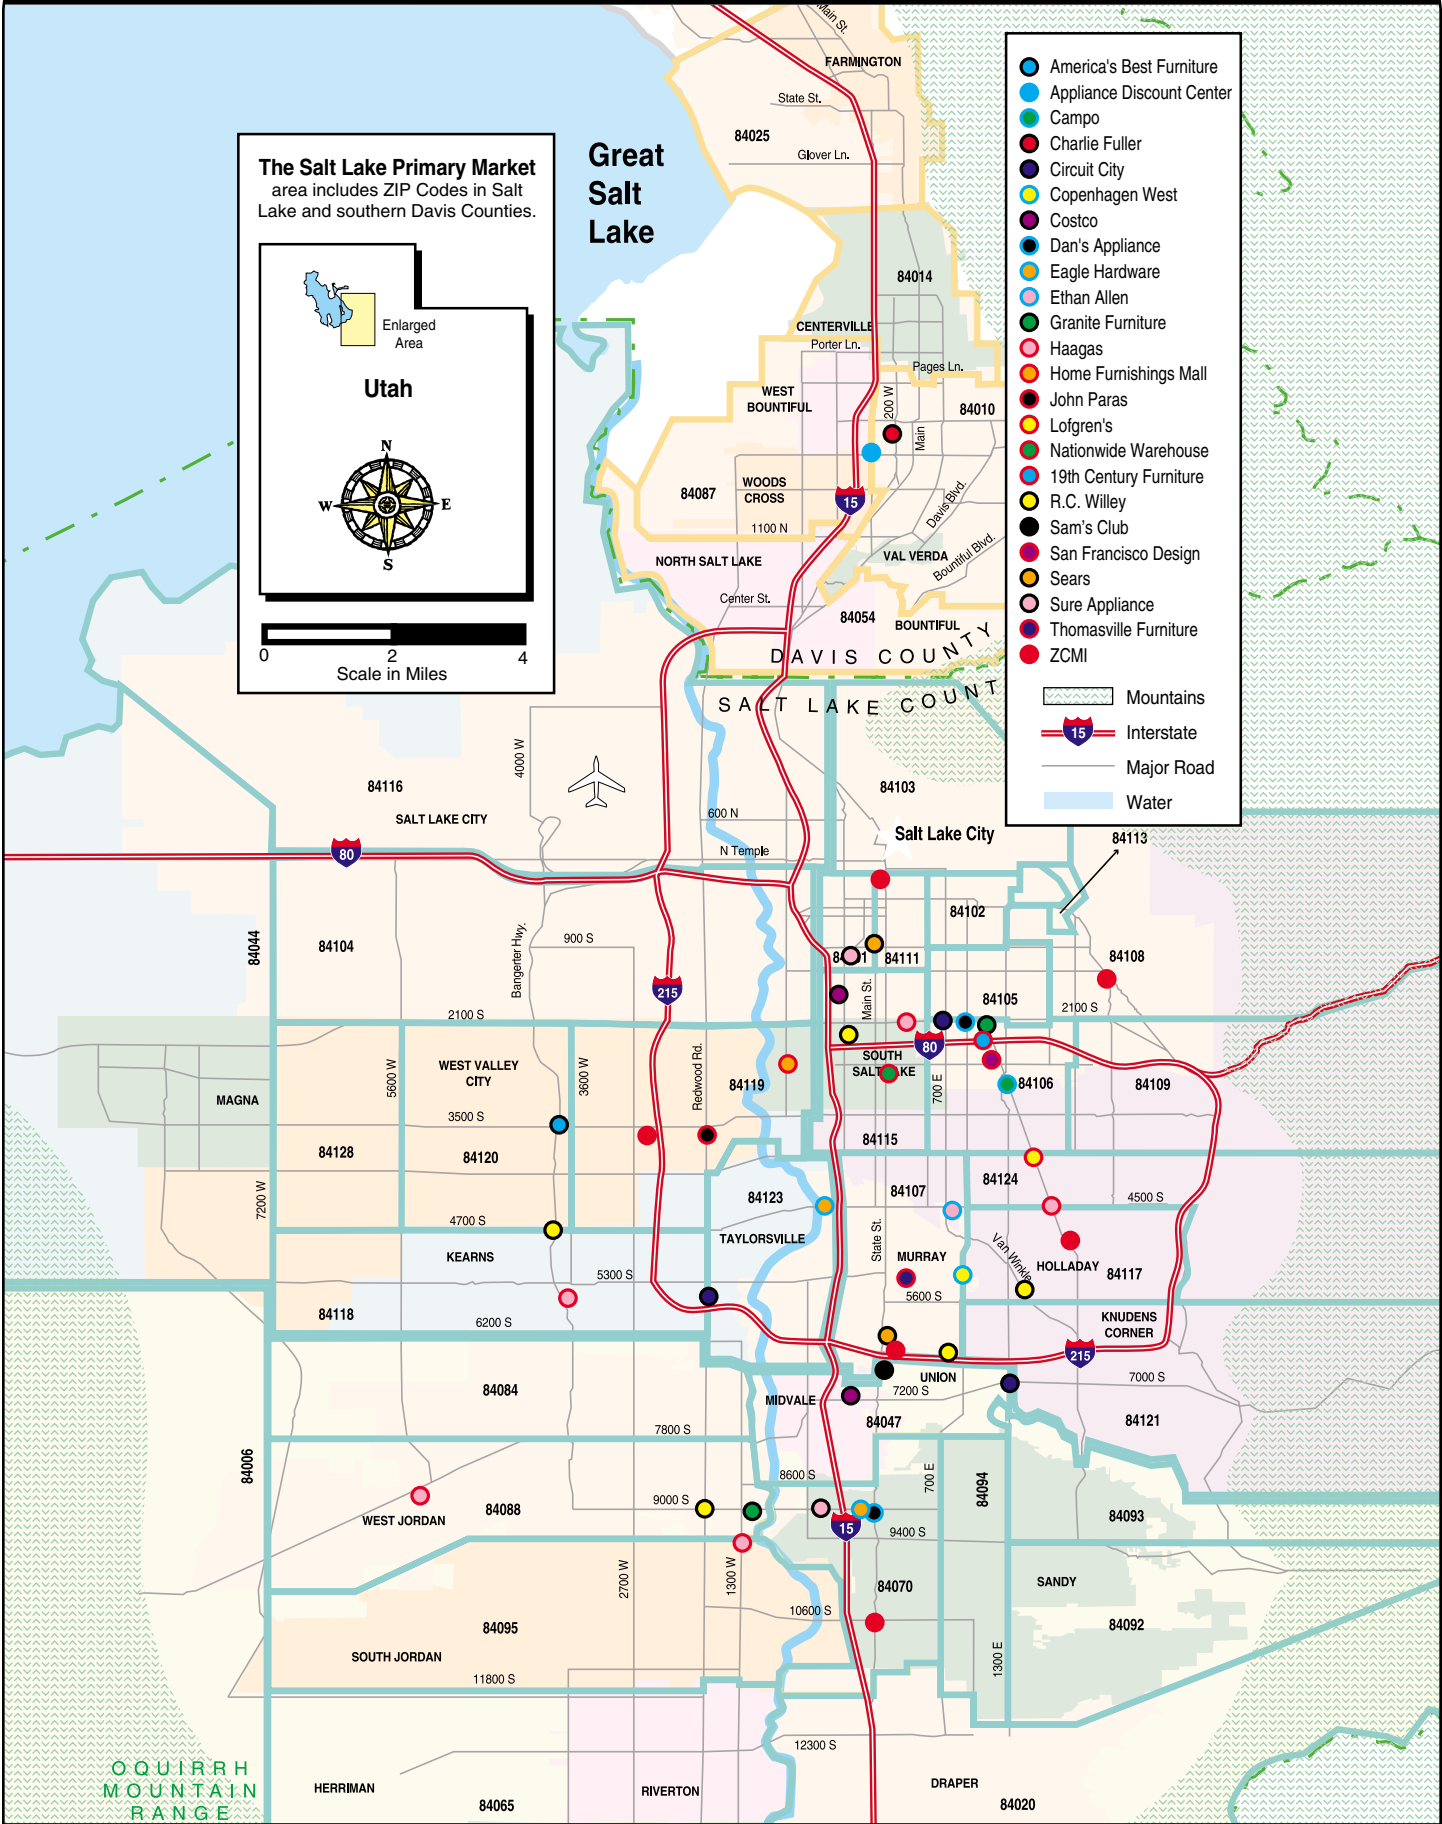 Main St.
FARMINGTON
State St.
84025
Glover Ln.
Great
Salt
Lake
The Salt Lake Primary Market
area includes ZIP Codes in Salt
Lake and southern Davis Counties.
Enlarged
Area
Utah
N
W
E
S
0
2
4
Scale in Miles
America's Best Furniture
Appliance Discount Center
Campo
Charlie Fuller
Circuit City
Copenhagen West
Costco
Dan's Appliance
Eagle Hardware
Ethan Allen
Granite Furniture
Haagas
Home Furnishings Mall
John Paras
Lofgren's
Nationwide Warehouse
19th Century Furniture
R.C. Willey
Sam's Club
San Francisco Design
Sears
Sure Appliance
Thomasville Furniture
ZCMI
Mountains
15
Interstate
Major Road
Water
84014
CENTERVILLE
Porter Ln.
Pages Ln.
WEST
BOUNTIFUL
200 W
84010
Main
84087
WOODS
CROSS
15
Davis Blvd.
1100 N
NORTH SALT LAKE
VAL VERDA
Bountiful Blvd.
Center St.
84054
BOUNTIFUL
DAVIS COUNTY
SALT LAKE COUNT
4000 W
84116
SALT LAKE CITY
84103
600 N
Salt Lake City
84113
80
N Temple
84102
84044
84104
Bangerter Hwy.
900 S
84111
84108
215
Main St.
84105
2100 S
2100 S
80
SOUTH
SALT LAKE
WEST VALLEY
CITY
5600 W
3600 W
Redwood Rd.
84119
700 E
84106
84109
MAGNA
3500 S
84115
84128
84120
84124
7200 W
84123
84107
4500 S
4700 S
TAYLORSVILLE
State St.
KEARNS
MURRAY
Van Winkle
HOLLADAY
84117
5300 S
5600 S
84118
6200 S
KNUDENS
CORNER
215
84084
UNION
7000 S
7200 S
MIDVALE
84047
84121
7800 S
84006
8600 S
700 E
84094
84088
9000 S
84093
WEST JORDAN
15
9400 S
2700 W
1300 W
84070
SANDY
84095
10600 S
84092
SOUTH JORDAN
1300 E
11800 S
12300 S
OQUIRRH
MOUNTAIN
RANGE
HERRIMAN
RIVERTON
DRAPER
84065
84020